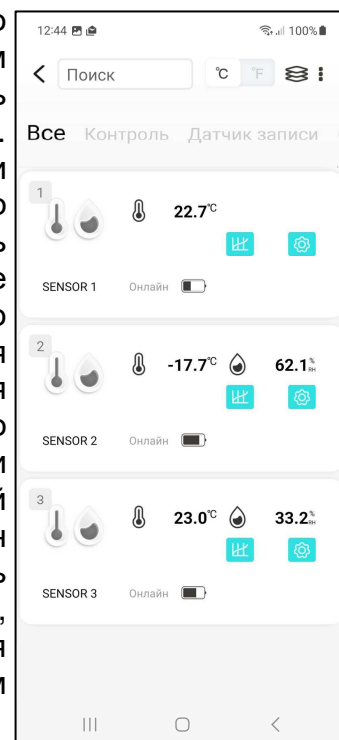 12:44 100%
Поиск °C °F
Все Контроль Датчик записи
1
22.7°C
SENSOR 1 Онлайн
2
-17.7°C 62.1%RH
SENSOR 2 Онлайн
3
23.0°C 33.2%RH
SENSOR 3 Онлайн